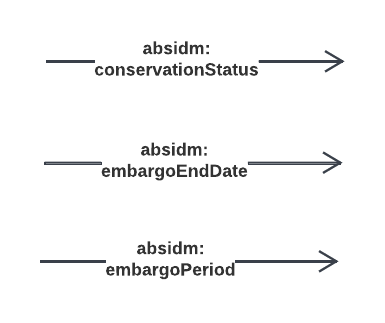 absidm:
conservationStatus
absidm:
embargoEndDate
absidm:
embargoPeriod